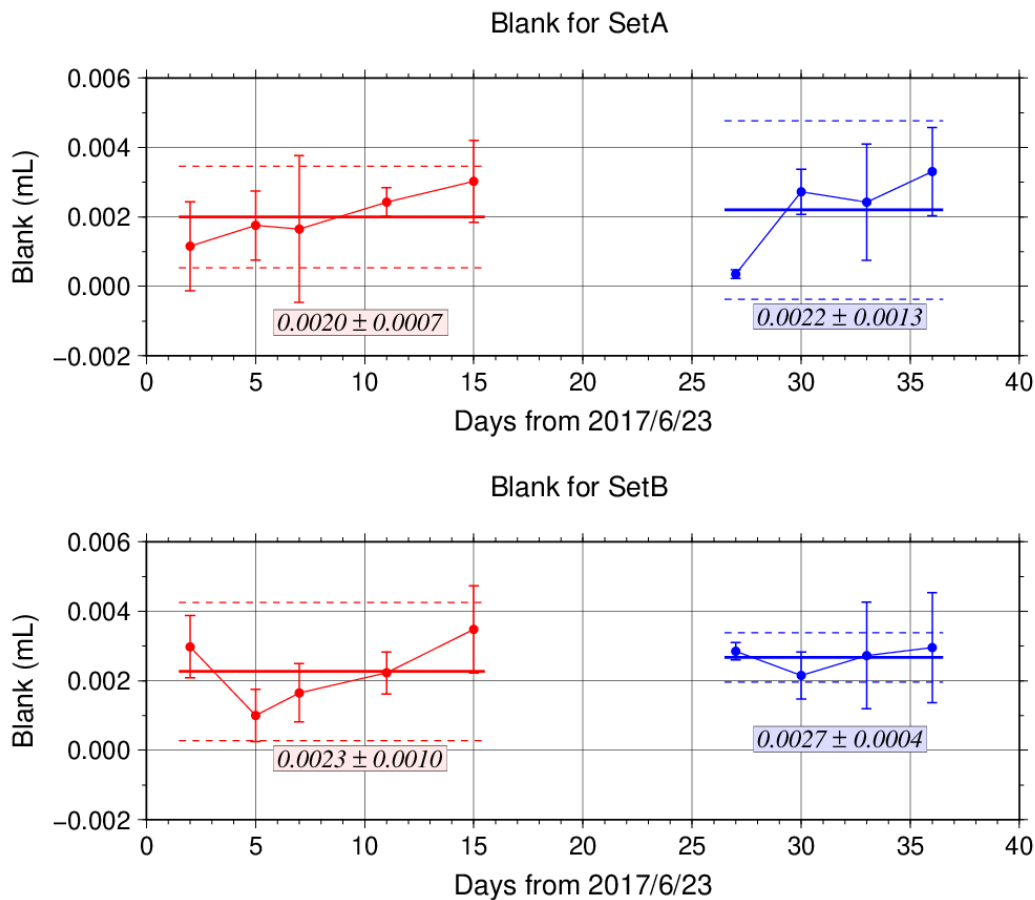 Blank for SetA
0.006
0.004
0.002
0.000
−0.002
Blank (mL)
0.0020 ± 0.0007
0.0022 ± 0.0013
0 5 10 15 20 25 30 35 40
Days from 2017/6/23
Blank for SetB
0.006
0.004
0.002
0.000
−0.002
Blank (mL)
0.0023 ± 0.0010
0.0027 ± 0.0004
0 5 10 15 20 25 30 35 40
Days from 2017/6/23